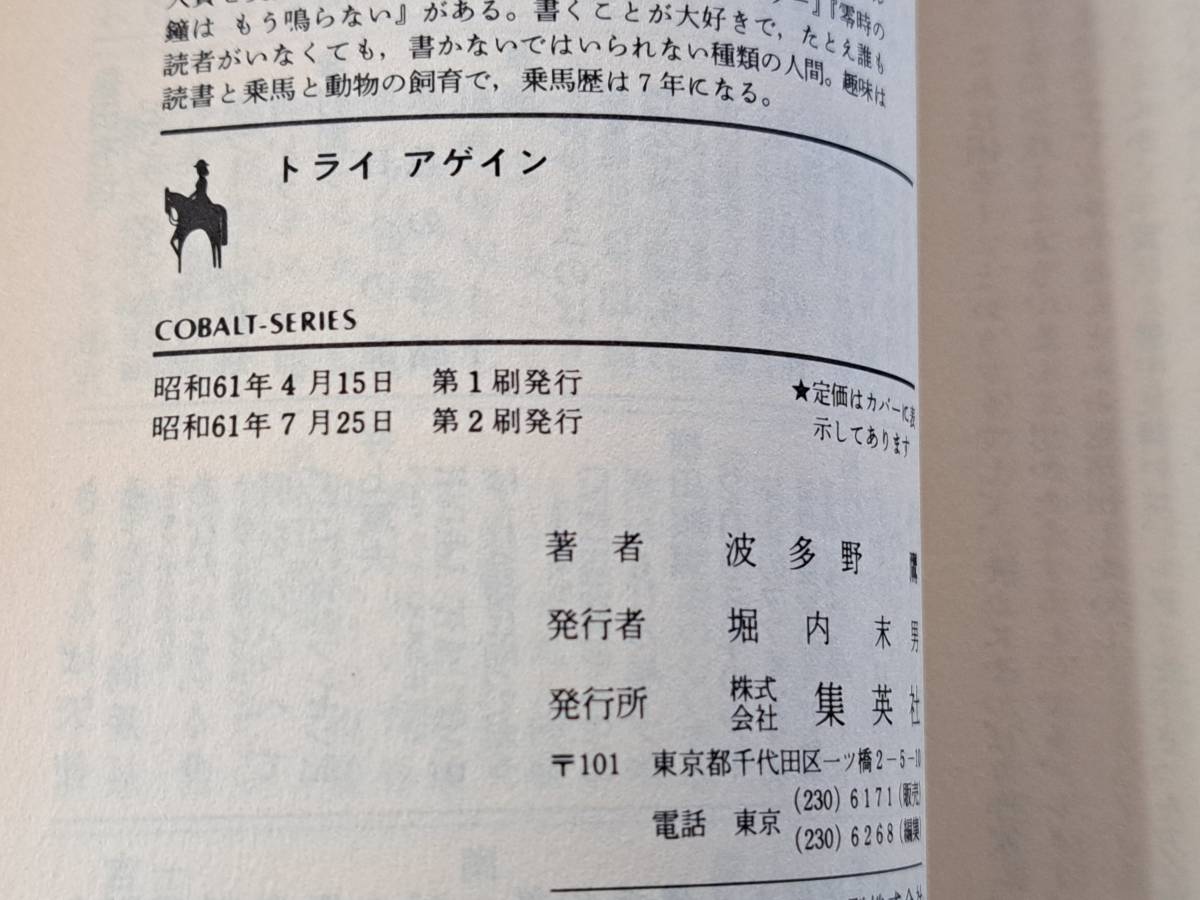 鐘は もう鳴らない』がある。書くことが大好きで，たとえ誰も
読者がいなくても，書かないではいられない種類の人間。趣味は
読書と乗馬と動物の飼育で，乗馬歴は7年になる。
トライ アゲイン
COBALT-SERIES
昭和61年4月15日 第1刷発行
昭和61年7月25日 第2刷発行
★定価はカバーに表
示してあります
著者 波多野 鷹
発行者 堀内末男
発行所 株式会社 集英社
〒101 東京都千代田区一ツ橋2-5-10
(230) 6171 (販売)
電話 東京
(230) 6268 (編集)